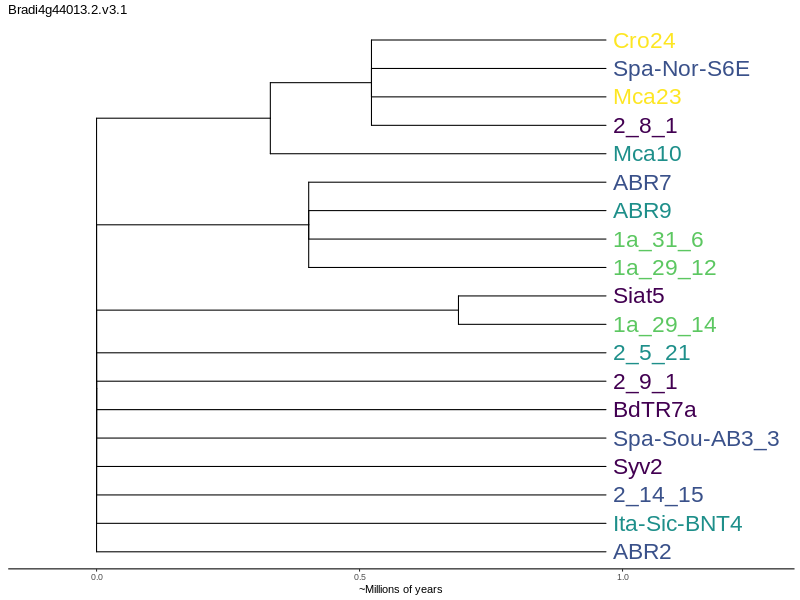 Bradi4g44013.2.v3.1
Cro24
Spa-Nor-S6E
Mca23
2_8_1
Mca10
ABR7
ABR9
1a_31_6
1a_29_12
Siat5
1a_29_14
2_5_21
2_9_1
BdTR7a
Spa-Sou-AB3_3
Syv2
2_14_15
Ita-Sic-BNT4
ABR2
0.0 0.5 1.0
~Millions of years